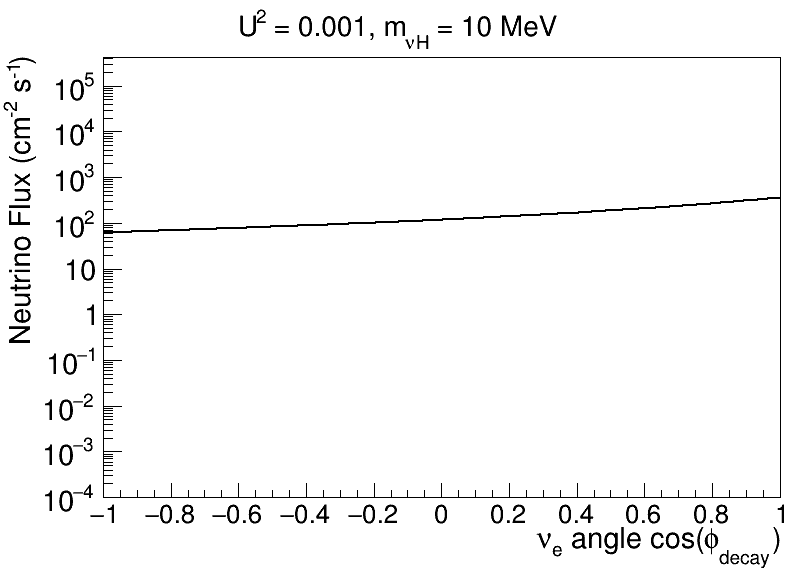 U² = 0.001, m_νH = 10 MeV
Neutrino Flux (cm⁻² s⁻¹)
10⁵
10⁴
10³
10²
10
1
10⁻¹
10⁻²
10⁻³
10⁻⁴
−1 −0.8 −0.6 −0.4 −0.2 0 0.2 0.4 0.6 0.8 1
ν_e angle cos(ϕ_decay)